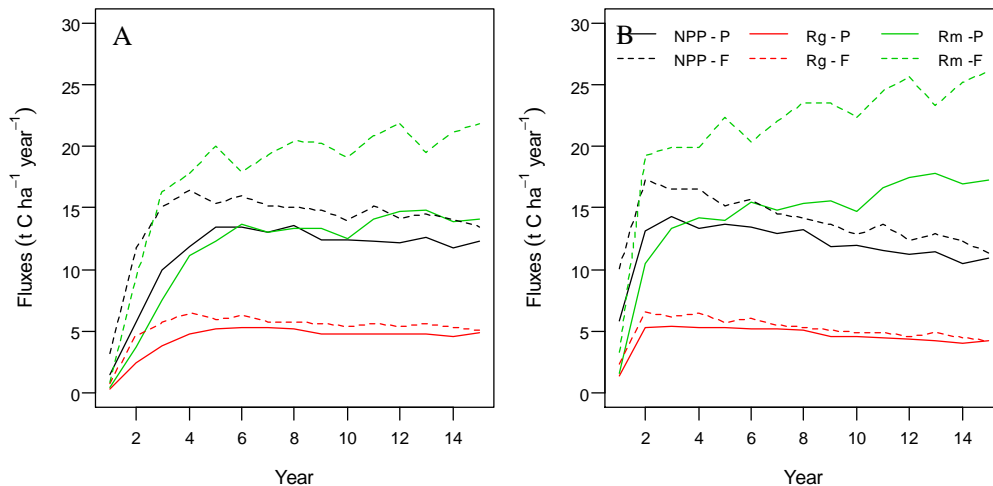 A
Fluxes (t C ha⁻¹ year⁻¹)
30
25
20
15
10
5
0
2 4 6 8 10 12 14
Year
B
NPP - P Rg - P Rm -P
NPP - F Rg - F Rm -F
Fluxes (t C ha⁻¹ year⁻¹)
30
25
20
15
10
5
0
2 4 6 8 10 12 14
Year